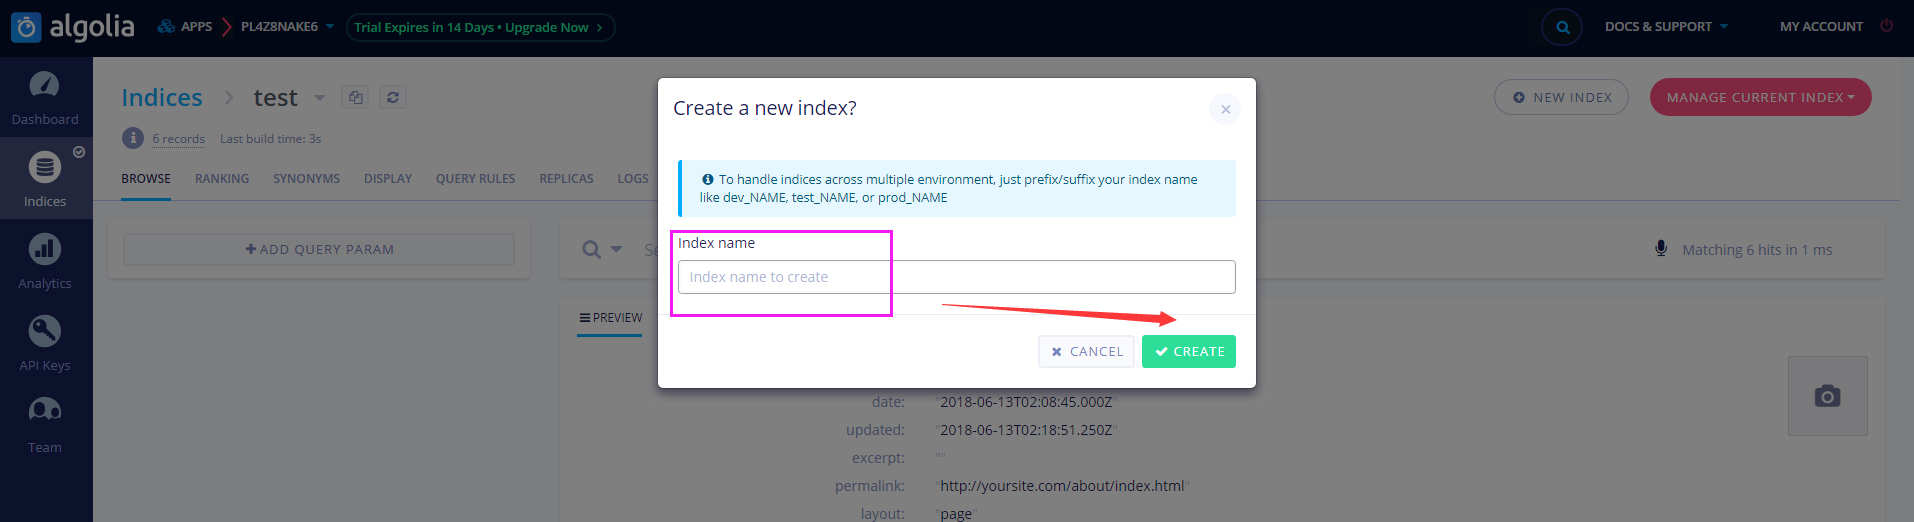 algolia
APPS
PL4Z8NAKE6
Trial Expires in 14 Days • Upgrade Now
DOCS & SUPPORT
MY ACCOUNT
Dashboard
Indices
Analytics
API Keys
Team
Indices
test
NEW INDEX
MANAGE CURRENT INDEX
6 records
Last build time: 3s
BROWSE
RANKING
SYNONYMS
DISPLAY
QUERY RULES
REPLICAS
LOGS
ADD QUERY PARAM
Se
Matching 6 hits in 1 ms
PREVIEW
Create a new index?
To handle indices across multiple environment, just prefix/suffix your index name
like dev_NAME, test_NAME, or prod_NAME
Index name
Index name to create
CANCEL
CREATE
date: "2018-06-13T02:08:45.000Z"
updated: "2018-06-13T02:18:51.250Z"
excerpt: ""
permalink: "http://yoursite.com/about/index.html"
layout: "page"